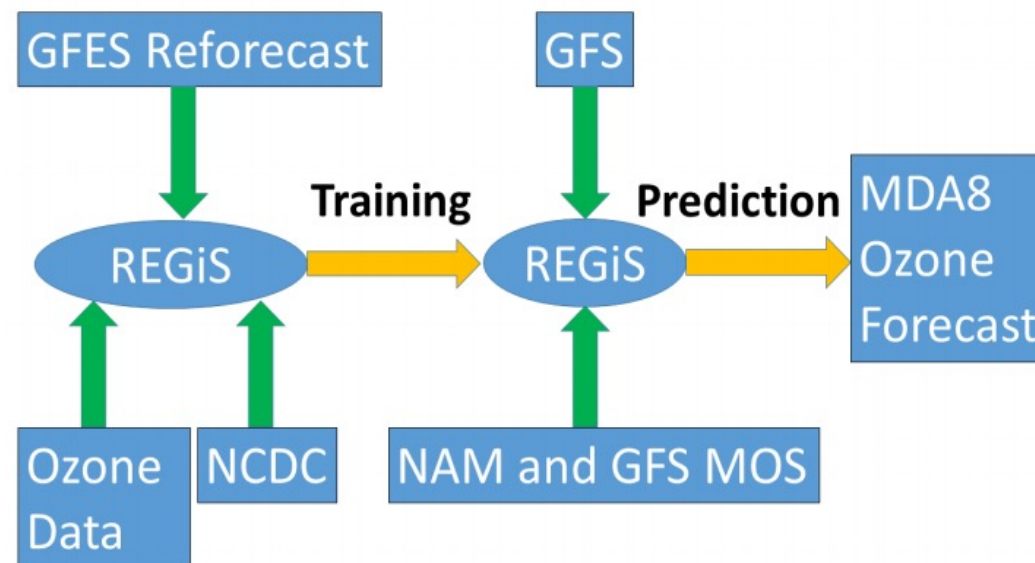 GFES Reforecast
GFS
Training
Prediction
REGiS
REGiS
MDA8
Ozone
Forecast
Ozone
Data
NCDC
NAM and GFS MOS